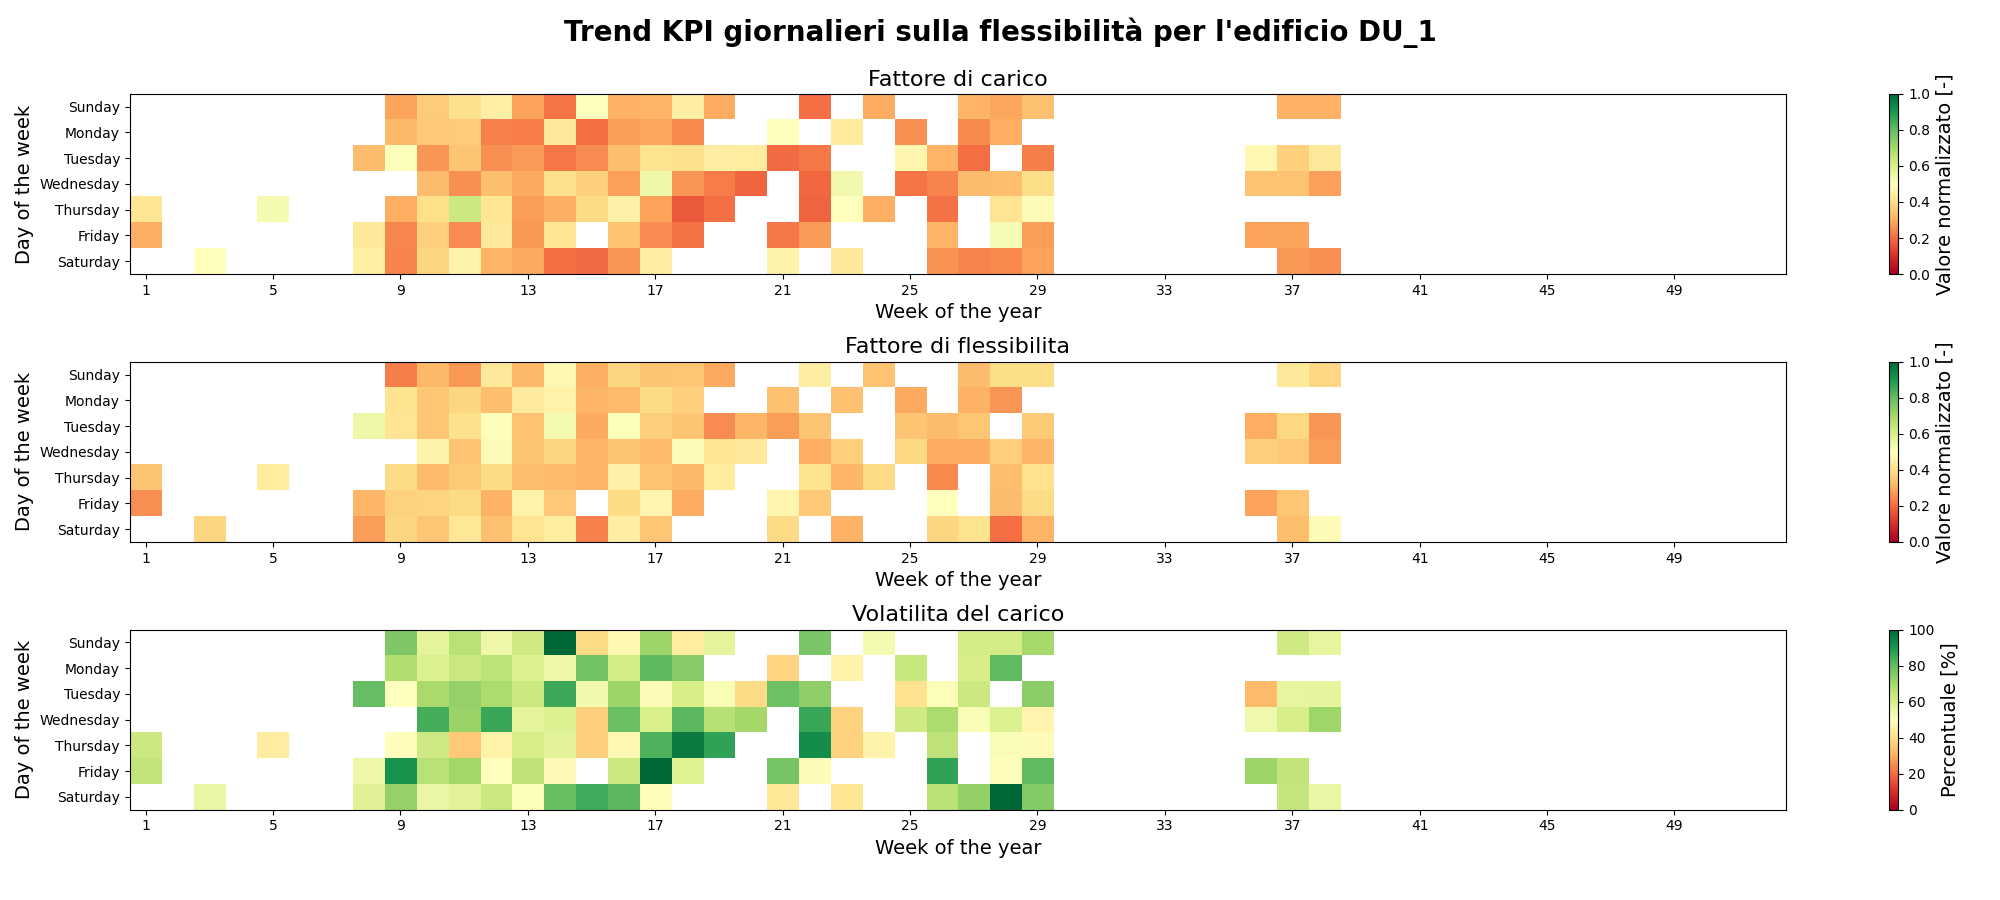 Trend KPI giornalieri sulla flessibilità per l'edificio DU_1
Fattore di carico
Day of the week
Sunday
Monday
Tuesday
Wednesday
Thursday
Friday
Saturday
1 5 9 13 17 21 25 29 33 37 41 45 49
Week of the year
1.0
0.8
0.6
0.4
0.2
0.0
Valore normalizzato [-]
Fattore di flessibilita
Day of the week
Sunday
Monday
Tuesday
Wednesday
Thursday
Friday
Saturday
1 5 9 13 17 21 25 29 33 37 41 45 49
Week of the year
1.0
0.8
0.6
0.4
0.2
0.0
Valore normalizzato [-]
Volatilita del carico
Day of the week
Sunday
Monday
Tuesday
Wednesday
Thursday
Friday
Saturday
1 5 9 13 17 21 25 29 33 37 41 45 49
Week of the year
100
80
60
40
20
0
Percentuale [%]